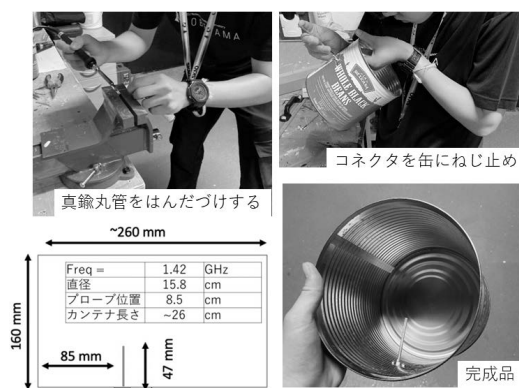 真鍮丸管をはんだづけする
WHOLE BLACK
BEANS
コネクタを缶にねじ止め
~260 mm
160 mm
Freq = 1.42 GHz
直径 15.8 cm
プローブ位置 8.5 cm
カンテナ長さ ~26 cm
85 mm
47 mm
完成品